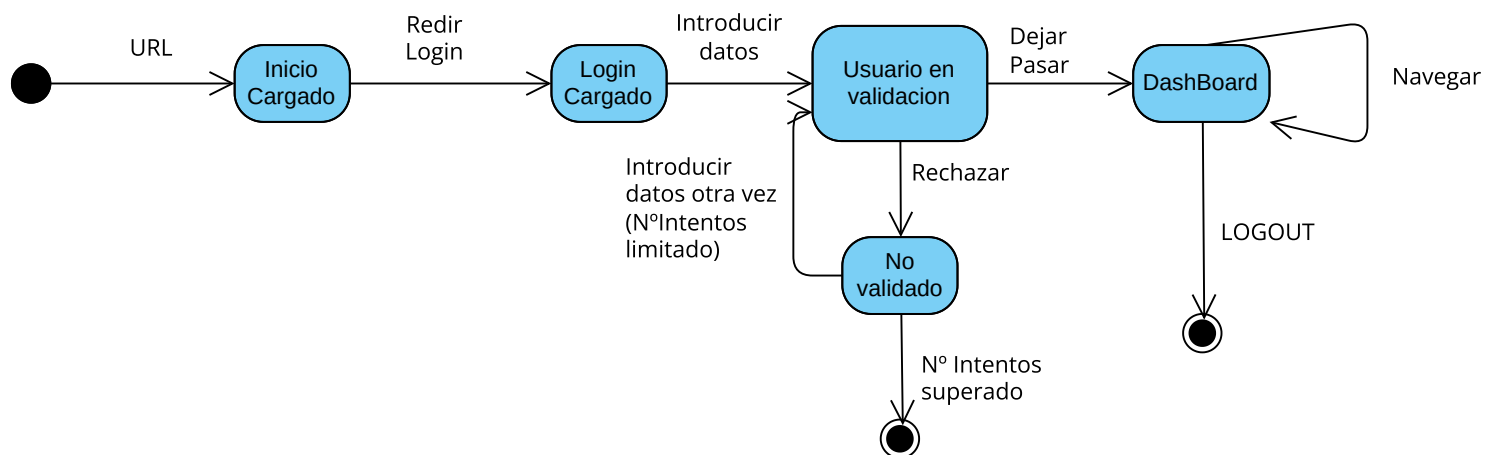 URL
Inicio
Cargado
Redir
Login
Login
Cargado
Introducir
datos
Usuario en
validacion
Dejar
Pasar
DashBoard
Navegar
Introducir
datos otra vez
(NºIntentos
limitado)
Rechazar
No
validado
LOGOUT
Nº Intentos
superado